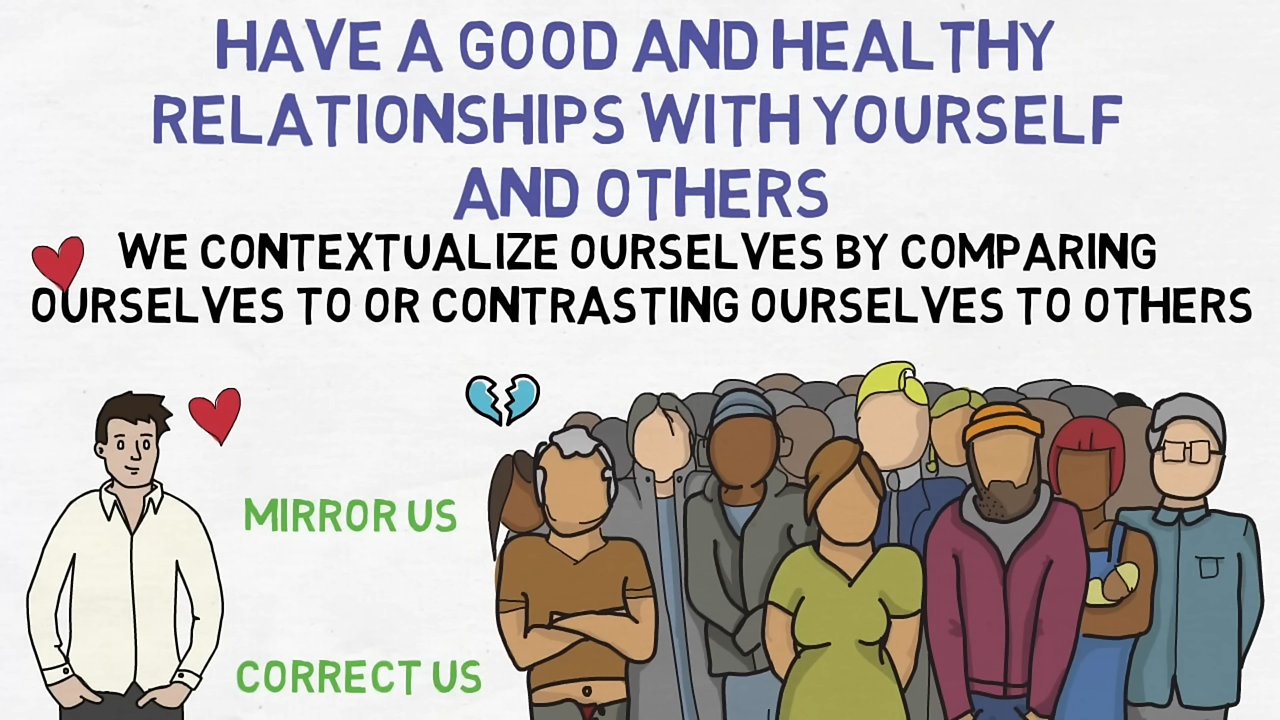 HAVE A GOOD AND HEALTHY
RELATIONSHIPS WITH YOURSELF
AND OTHERS
WE CONTEXTUALIZE OURSELVES BY COMPARING
OURSELVES TO OR CONTRASTING OURSELVES TO OTHERS
MIRROR US
CORRECT US